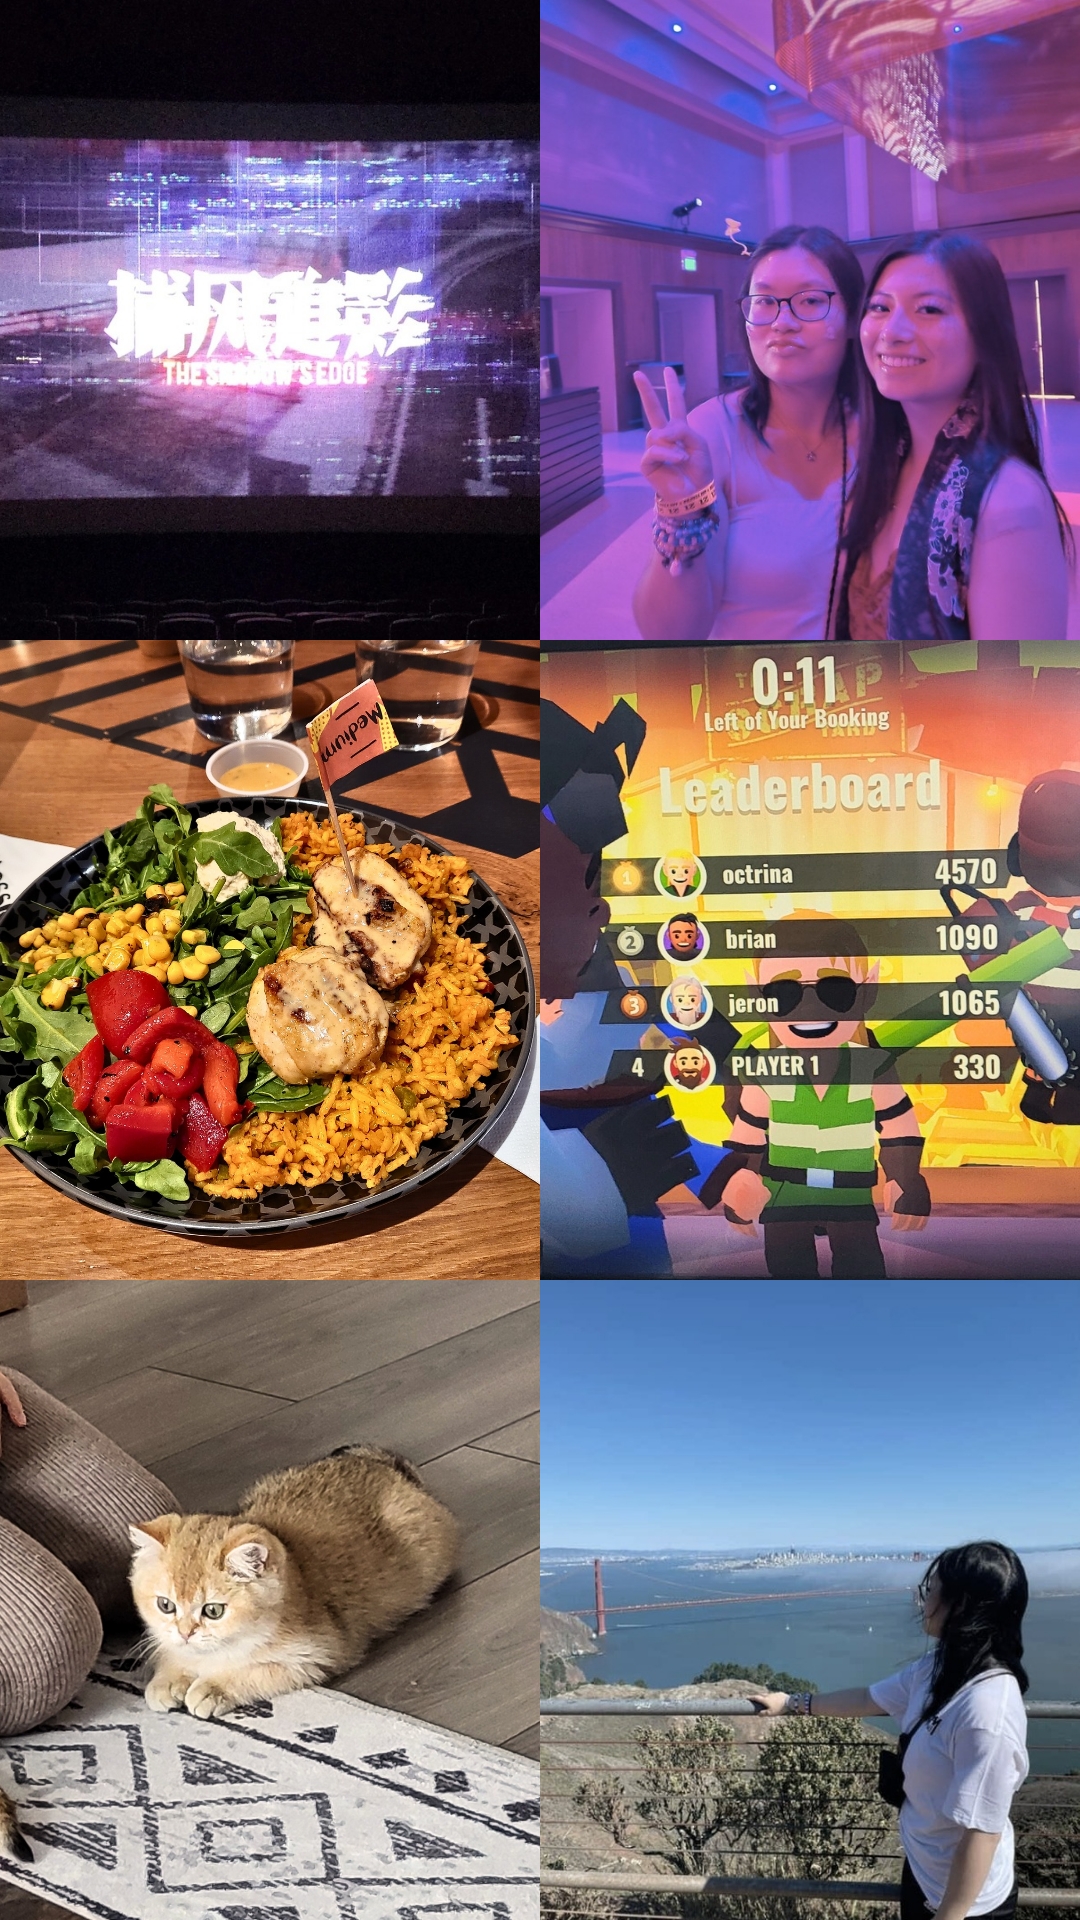 捕风追影
THE SHADOW'S EDGE
Medium
0:11
Left of Your Booking
Leaderboard
1 octrina 4570
2 brian 1090
3 jeron 1065
4 PLAYER 1 330